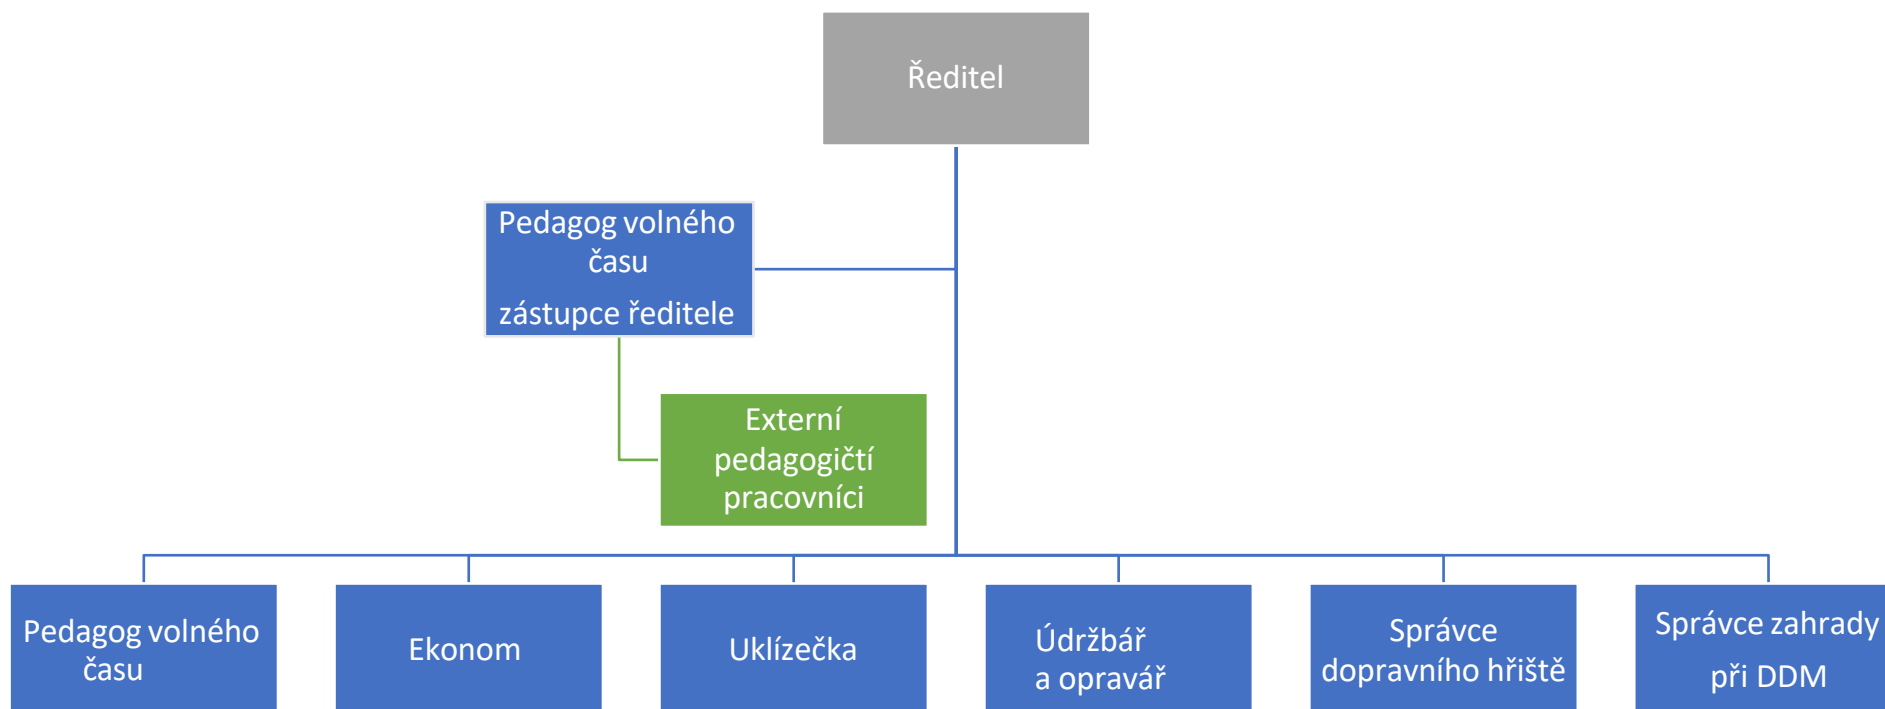 Ředitel
Pedagog volného
času
zástupce ředitele
Externí
pedagogičtí
pracovníci
Pedagog volného
času
Ekonom
Uklízečka
Údržbář
a opravář
Správce
dopravního hřiště
Správce zahrady
při DDM